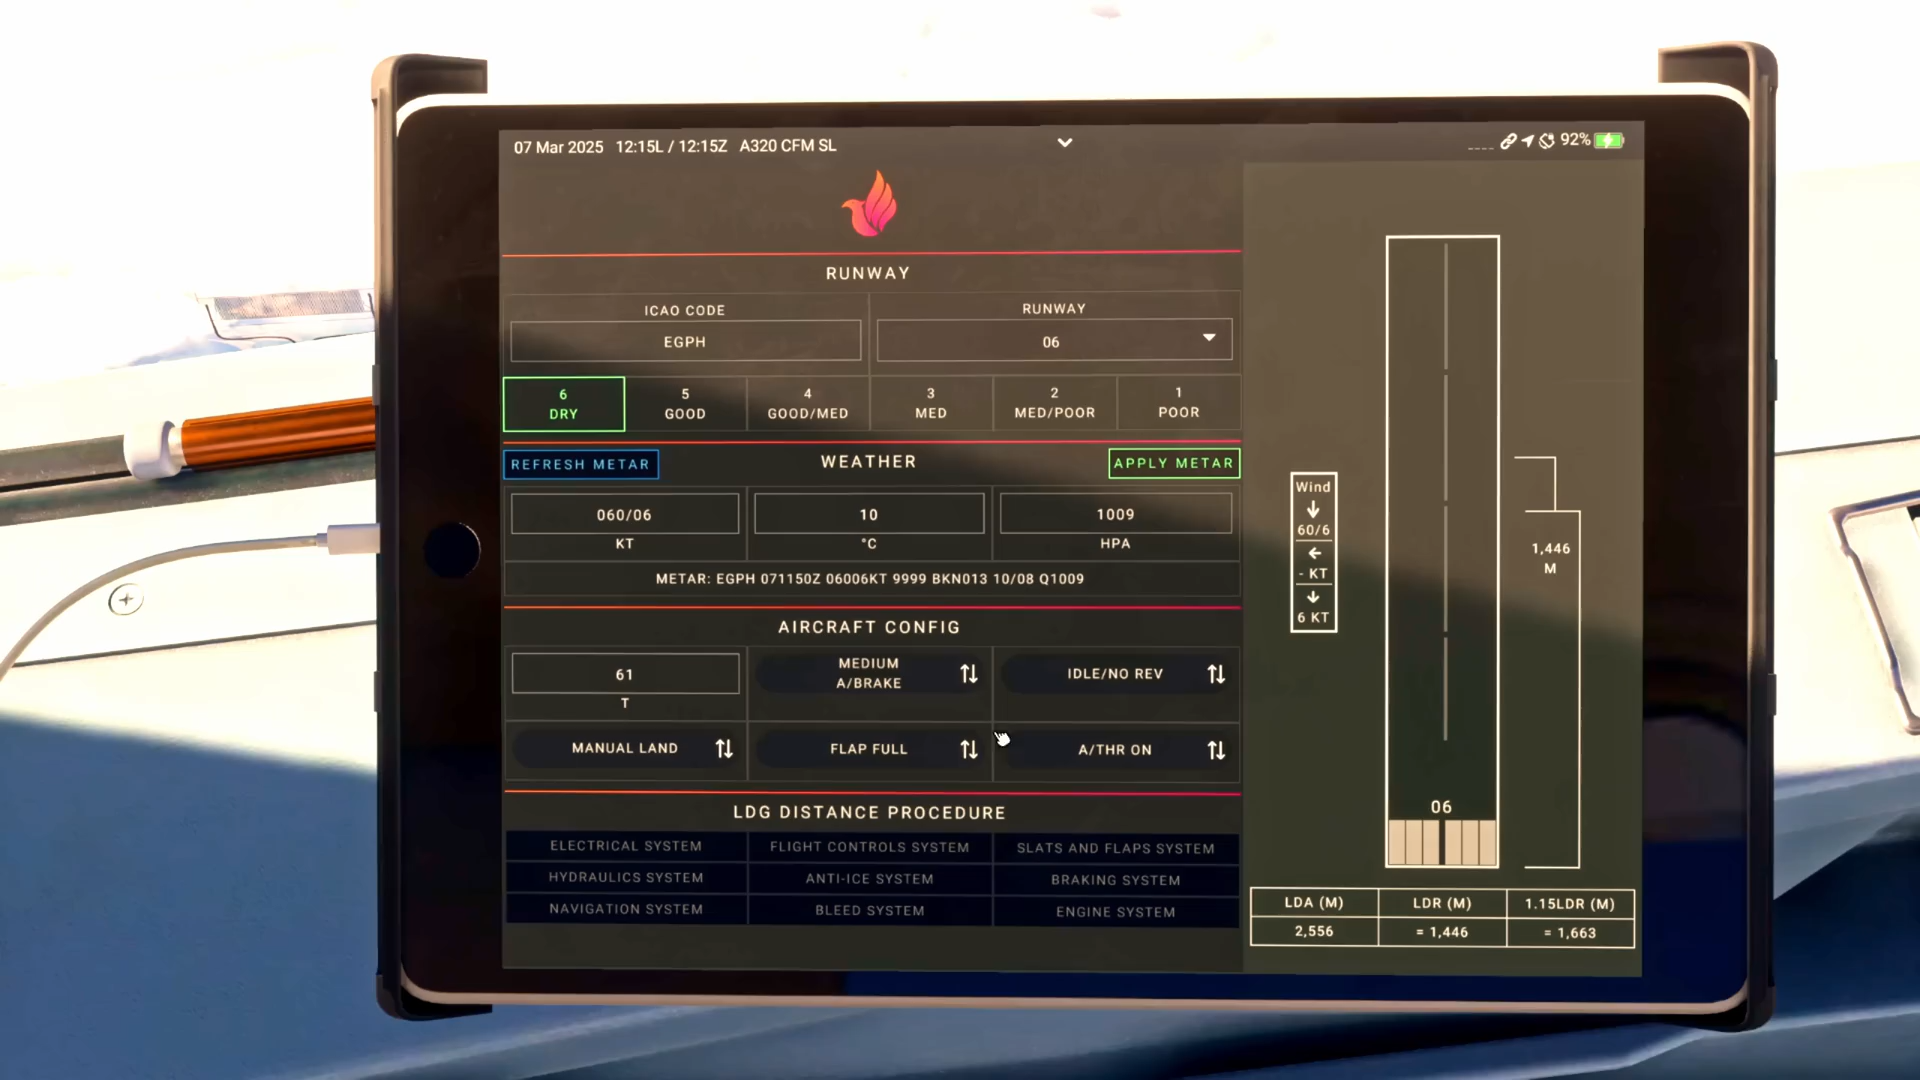 07 Mar 2025 12:15L / 12:15Z A320 CFM SL
92%
RUNWAY
ICAO CODE
RUNWAY
EGPH
06
6
DRY
5
GOOD
4
GOOD/MED
3
MED
2
MED/POOR
1
POOR
REFRESH METAR
WEATHER
APPLY METAR
060/06
KT
10
°C
1009
HPA
METAR: EGPH 071150Z 06006KT 9999 BKN013 10/08 Q1009
AIRCRAFT CONFIG
61
T
MEDIUM
A/BRAKE
IDLE/NO REV
MANUAL LAND
FLAP FULL
A/THR ON
LDG DISTANCE PROCEDURE
ELECTRICAL SYSTEM
FLIGHT CONTROLS SYSTEM
SLATS AND FLAPS SYSTEM
HYDRAULICS SYSTEM
ANTI-ICE SYSTEM
BRAKING SYSTEM
NAVIGATION SYSTEM
BLEED SYSTEM
ENGINE SYSTEM
Wind
60/6
- KT
6 KT
1,446
M
06
LDA (M)
LDR (M)
1.15LDR (M)
2,556
= 1,446
= 1,663